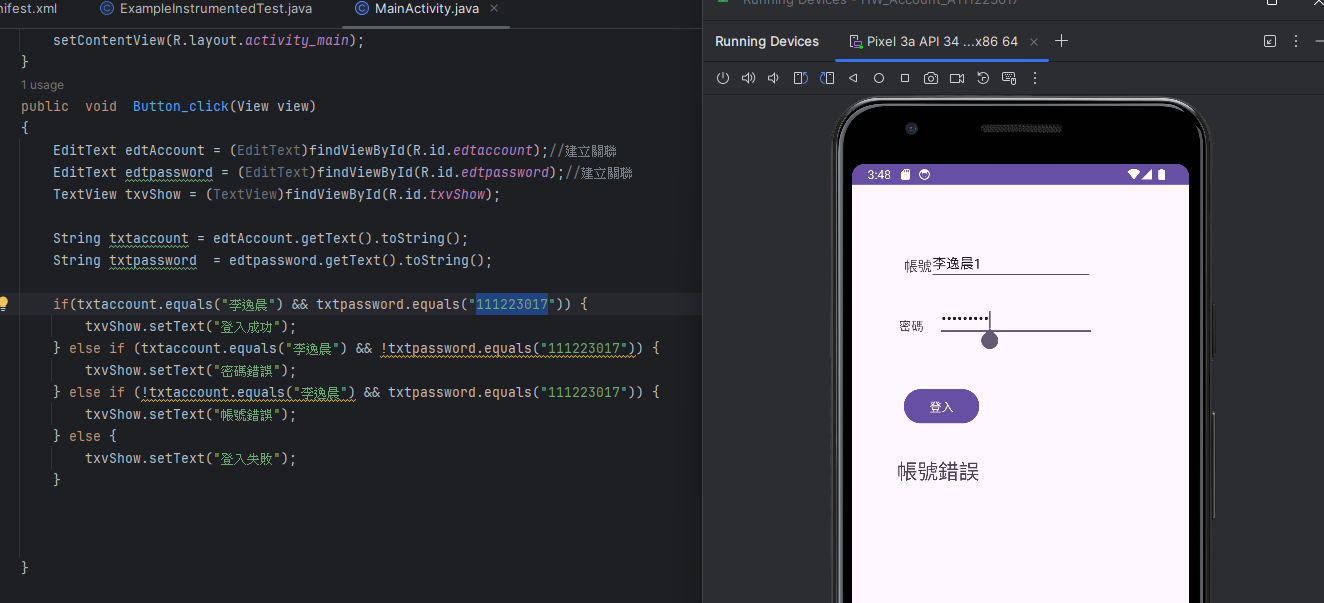 nifest.xml ExampleInstrumentedTest.java MainActivity.java
setContentView(R.layout.activity_main);
}
1 usage
public void Button_click(View view)
{
EditText edtAccount = (EditText)findViewById(R.id.edtaccount);//建立關聯
EditText edtpassword = (EditText)findViewById(R.id.edtpassword);//建立關聯
TextView txvShow = (TextView)findViewById(R.id.txvShow);
String txtaccount = edtAccount.getText().toString();
String txtpassword = edtpassword.getText().toString();
if(txtaccount.equals("李逸晨") && txtpassword.equals("111223017")) {
txvShow.setText("登入成功");
} else if (txtaccount.equals("李逸晨") && !txtpassword.equals("111223017")) {
txvShow.setText("密碼錯誤");
} else if (!txtaccount.equals("李逸晨") && txtpassword.equals("111223017")) {
txvShow.setText("帳號錯誤");
} else {
txvShow.setText("登入失敗");
}
}
Running Devices - HW_Account_A111223017
Running Devices Pixel 3a API 34 ...x86 64
3:48
帳號李逸晨1
密碼 •••••••••
登入
帳號錯誤